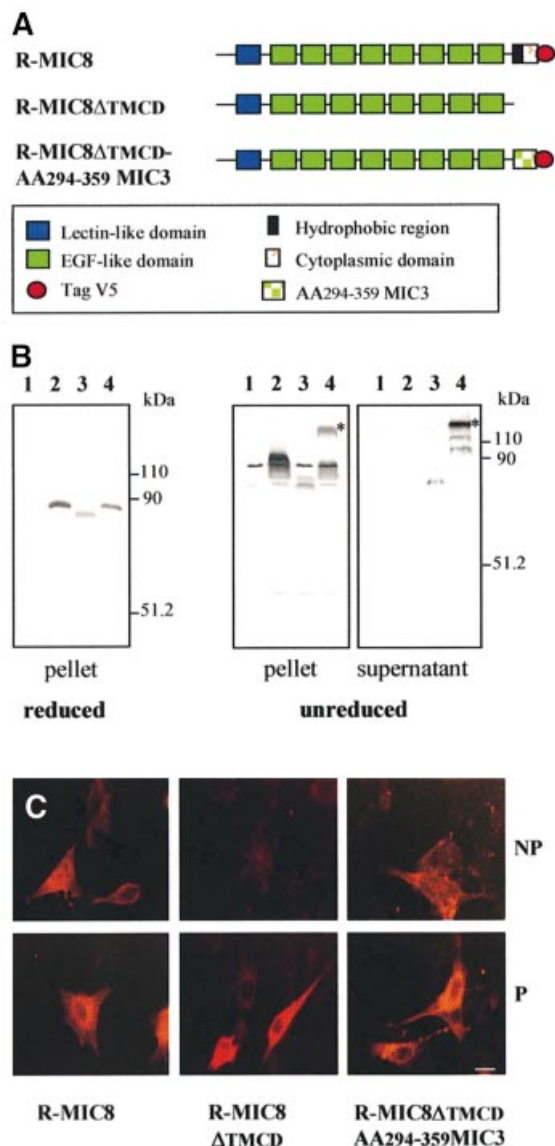 A
R-MIC8
R-MIC8ΔTMCD
R-MIC8ΔTMCD-
AA294-359 MIC3
Lectin-like domain
EGF-like domain
Tag V5
Hydrophobic region
Cytoplasmic domain
AA294-359 MIC3
B
1 2 3 4
kDa
110
90
51.2
pellet
reduced
1 2 3 4
1 2 3 4
kDa
*
*
110
90
51.2
pellet
supernatant
unreduced
C
NP
P
R-MIC8
R-MIC8
ΔTMCD
R-MIC8ΔTMCD
AA294-359MIC3